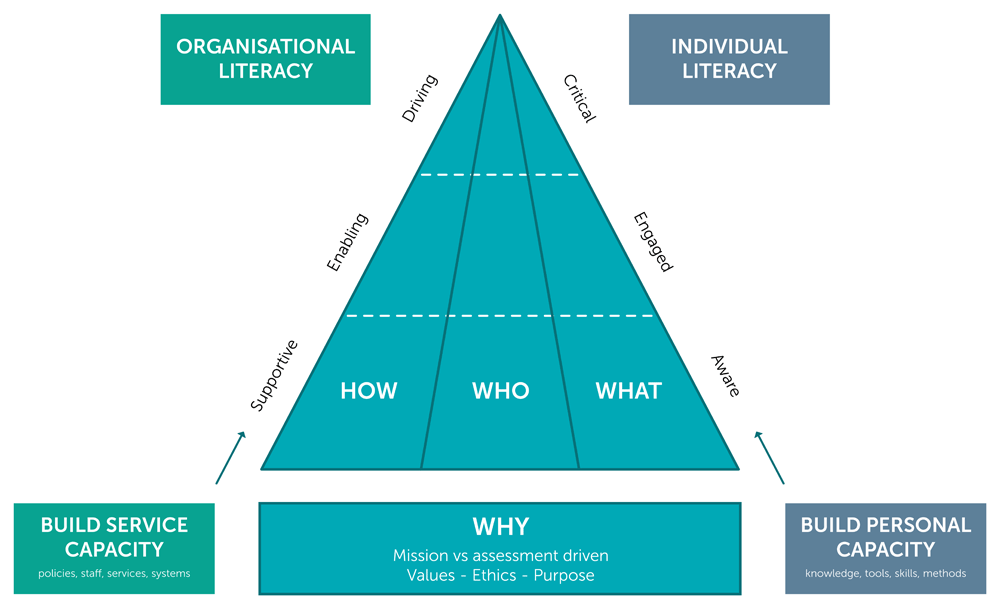 ORGANISATIONAL
LITERACY
INDIVIDUAL
LITERACY
Driving
Critical
Enabling
Engaged
Supportive
Aware
HOW
WHO
WHAT
BUILD SERVICE
CAPACITY
policies, staff, services, systems
WHY
Mission vs assessment driven
Values - Ethics - Purpose
BUILD PERSONAL
CAPACITY
knowledge, tools, skills, methods